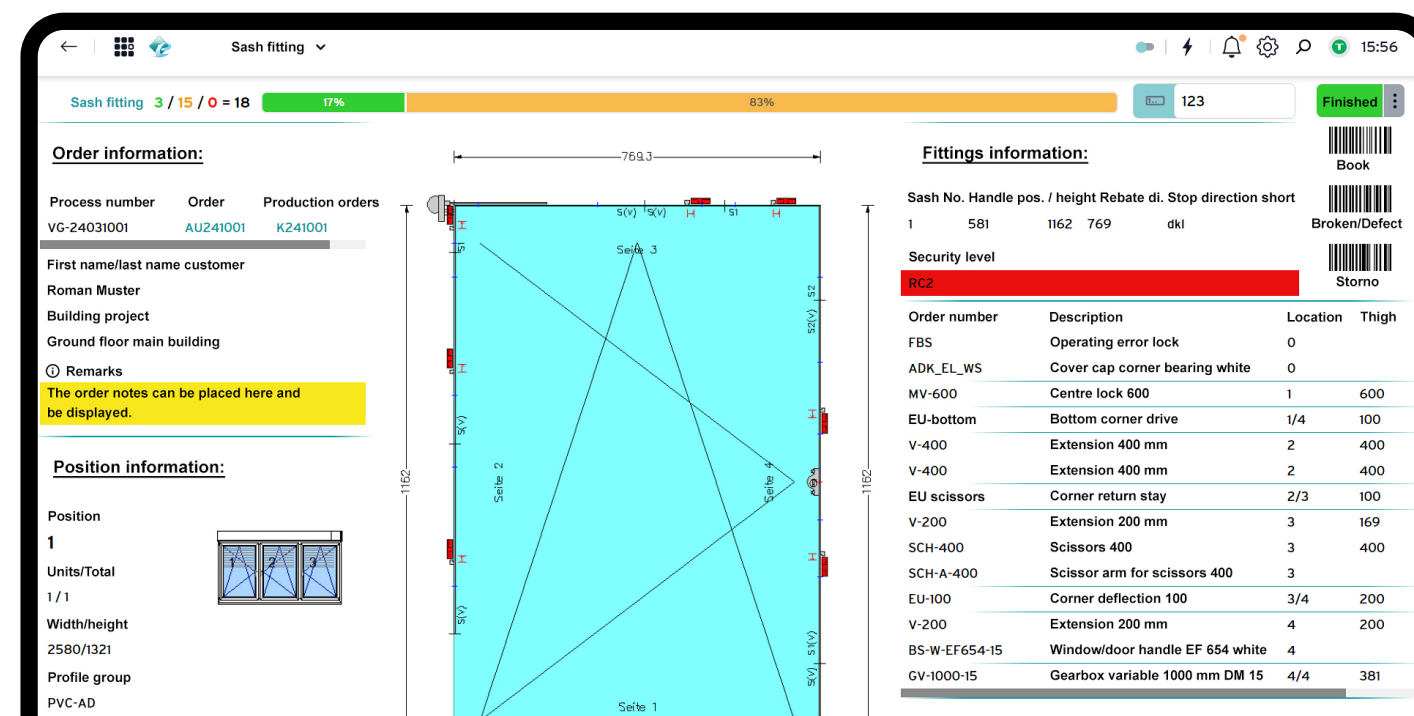 Sash fitting
15:56
Sash fitting 3 / 15 / 0 = 18
17%
83%
123
Finished
Order information:
Process number Order Production orders
VG-24031001 AU241001 K241001
First name/last name customer
Roman Muster
Building project
Ground floor main building
Remarks
The order notes can be placed here and
be displayed.
Position information:
Position
1
Units/Total
1 / 1
Width/height
2580/1321
Profile group
PVC-AD
1 2 3
769.3
S(V) S(V) S1
Seite 3
S1
S2
S2(V)
S(V)
1162
Seite 2
Seite 4
1162
S(V)
S1(V)
S(V)
Seite 1
Fittings information:
Sash No. Handle pos. / height Rebate di. Stop direction short
1 581 1162 769 dkl
Security level
RC2
Book
Broken/Defect
Storno
Order number Description Location Thigh
FBS Operating error lock 0
ADK_EL_WS Cover cap corner bearing white 0
MV-600 Centre lock 600 1 600
EU-bottom Bottom corner drive 1/4 100
V-400 Extension 400 mm 2 400
V-400 Extension 400 mm 2 400
EU scissors Corner return stay 2/3 100
V-200 Extension 200 mm 3 169
SCH-400 Scissors 400 3 400
SCH-A-400 Scissor arm for scissors 400 3
EU-100 Corner deflection 100 3/4 200
V-200 Extension 200 mm 4 200
BS-W-EF654-15 Window/door handle EF 654 white 4
GV-1000-15 Gearbox variable 1000 mm DM 15 4/4 381